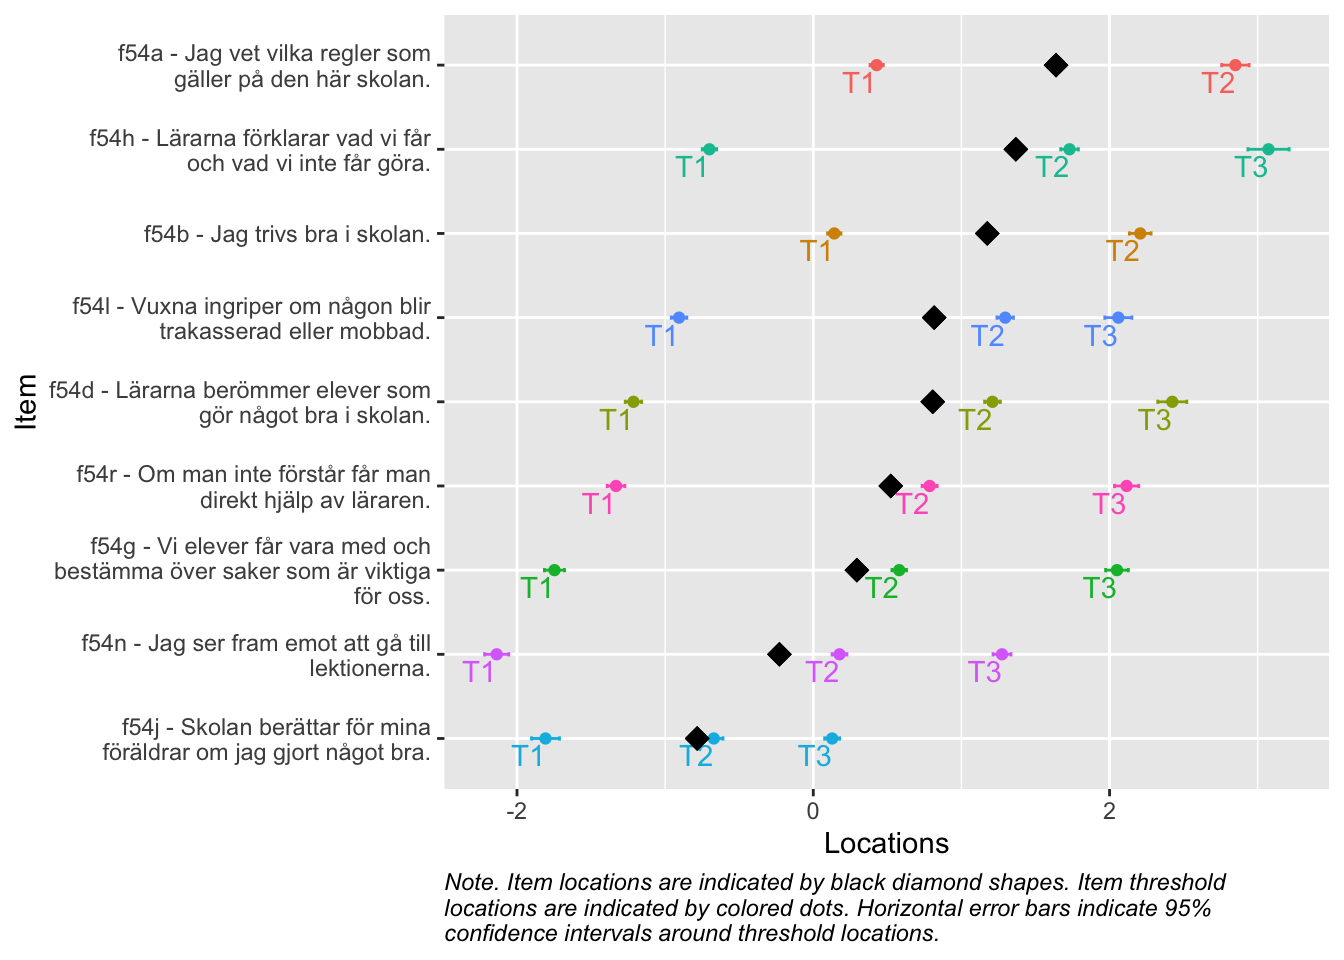 f54a - Jag vet vilka regler som
gäller på den här skolan.
T1
T2
f54h - Lärarna förklarar vad vi får
och vad vi inte får göra.
T1
T2
T3
f54b - Jag trivs bra i skolan.
T1
T2
f54l - Vuxna ingriper om någon blir
trakasserad eller mobbad.
T1
T2
T3
f54d - Lärarna berömmer elever som
gör något bra i skolan.
T1
T2
T3
f54r - Om man inte förstår får man
direkt hjälp av läraren.
T1
T2
T3
f54g - Vi elever får vara med och
bestämma över saker som är viktiga
för oss.
T1
T2
T3
f54n - Jag ser fram emot att gå till
lektionerna.
T1
T2
T3
f54j - Skolan berättar för mina
föräldrar om jag gjort något bra.
T1
T2
T3
Item
-2
0
2
Locations
Note. Item locations are indicated by black diamond shapes. Item threshold
locations are indicated by colored dots. Horizontal error bars indicate 95%
confidence intervals around threshold locations.